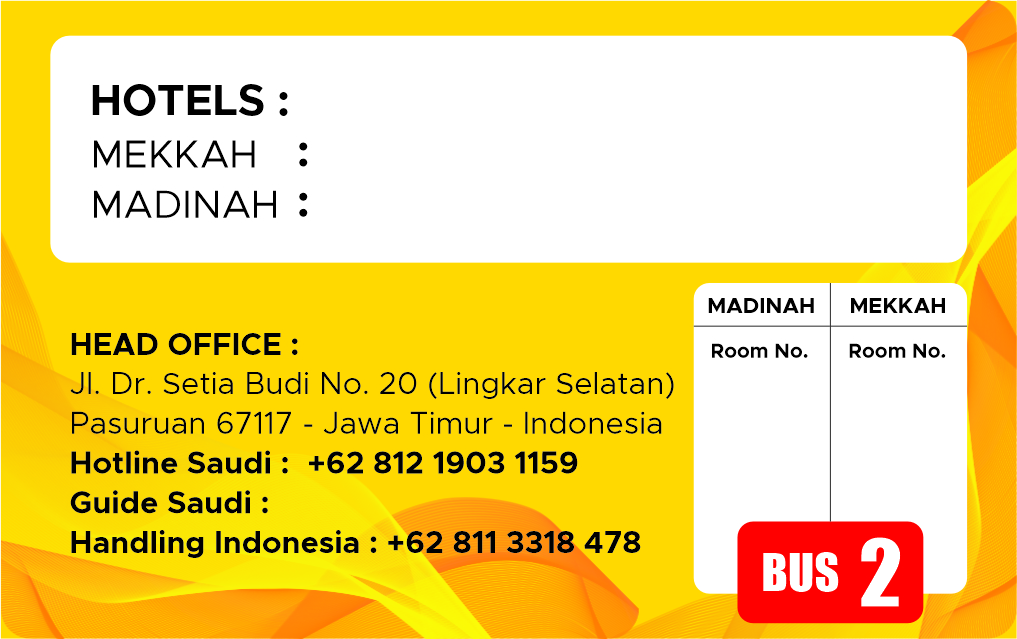 HOTELS :
MEKKAH :
MADINAH :
HEAD OFFICE :
Jl. Dr. Setia Budi No. 20 (Lingkar Selatan)
Pasuruan 67117 - Jawa Timur - Indonesia
Hotline Saudi : +62 812 1903 1159
Guide Saudi :
Handling Indonesia : +62 811 3318 478
MADINAH MEKKAH
Room No. Room No.
BUS 2